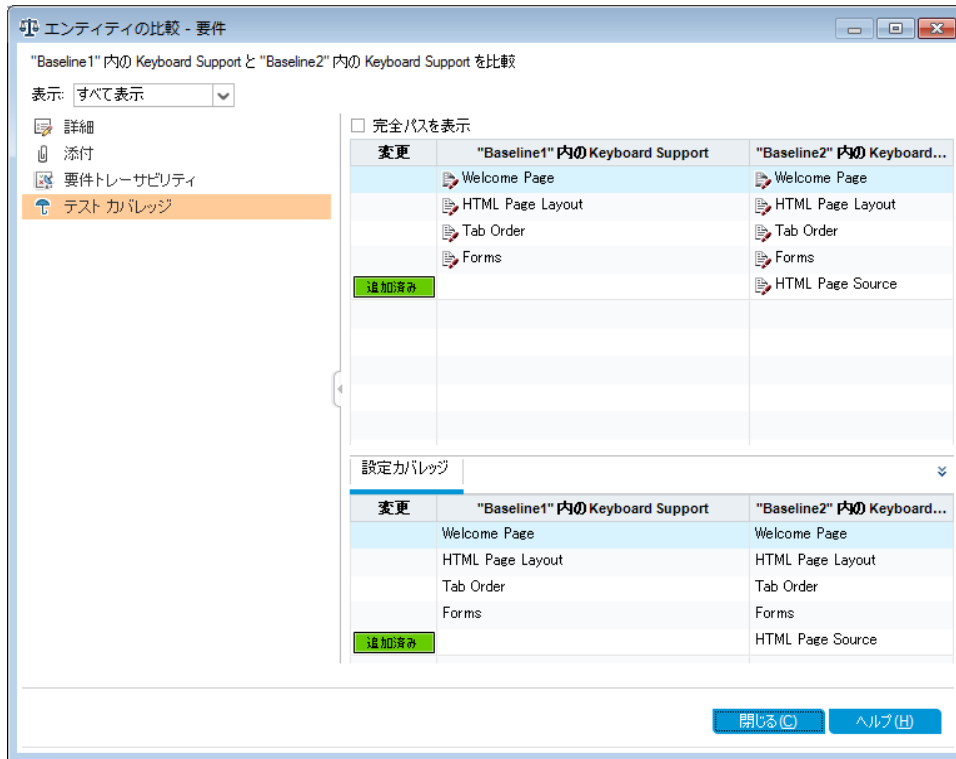 エンティティの比較 - 要件
"Baseline1" 内の Keyboard Support と "Baseline2" 内の Keyboard Support を比較
表示: すべて表示
詳細
添付
要件トレーサビリティ
テスト カバレッジ
完全パスを表示
変更 "Baseline1" 内の Keyboard Support "Baseline2" 内の Keyboard...
Welcome Page Welcome Page
HTML Page Layout HTML Page Layout
Tab Order Tab Order
Forms Forms
追加済み HTML Page Source
設定カバレッジ
変更 "Baseline1" 内の Keyboard Support "Baseline2" 内の Keyboard...
Welcome Page Welcome Page
HTML Page Layout HTML Page Layout
Tab Order Tab Order
Forms Forms
追加済み HTML Page Source
閉じる(C) ヘルプ(H)